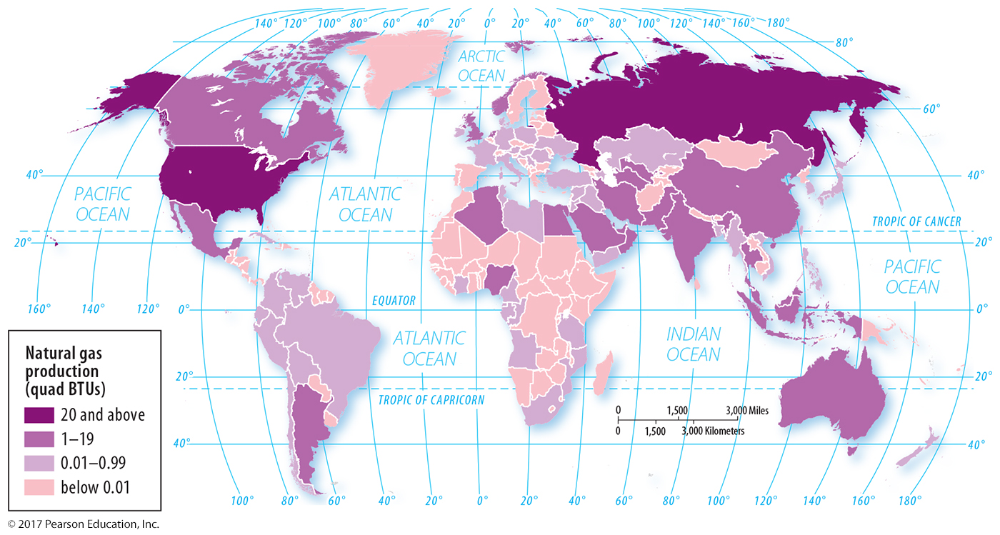 140° 120° 100° 80° 60° 40° 20° 0° 20° 40° 60° 80° 100° 120° 140° 160° 180°
80°
ARCTIC
OCEAN
60°
40°
40°
PACIFIC
OCEAN
ATLANTIC
OCEAN
TROPIC OF CANCER
20°
20°
PACIFIC
OCEAN
EQUATOR
160° 140° 120° 0°
0°
ATLANTIC
OCEAN
INDIAN
OCEAN
20°
20°
TROPIC OF CAPRICORN
0 1,500 3,000 Miles
0 1,500 3,000 Kilometers
40°
40°
100° 80° 60° 40° 20° 0° 20° 40° 60° 80° 100° 120° 140° 160° 180°
Natural gas
production
(quad BTUs)
20 and above
1–19
0.01–0.99
below 0.01
© 2017 Pearson Education, Inc.